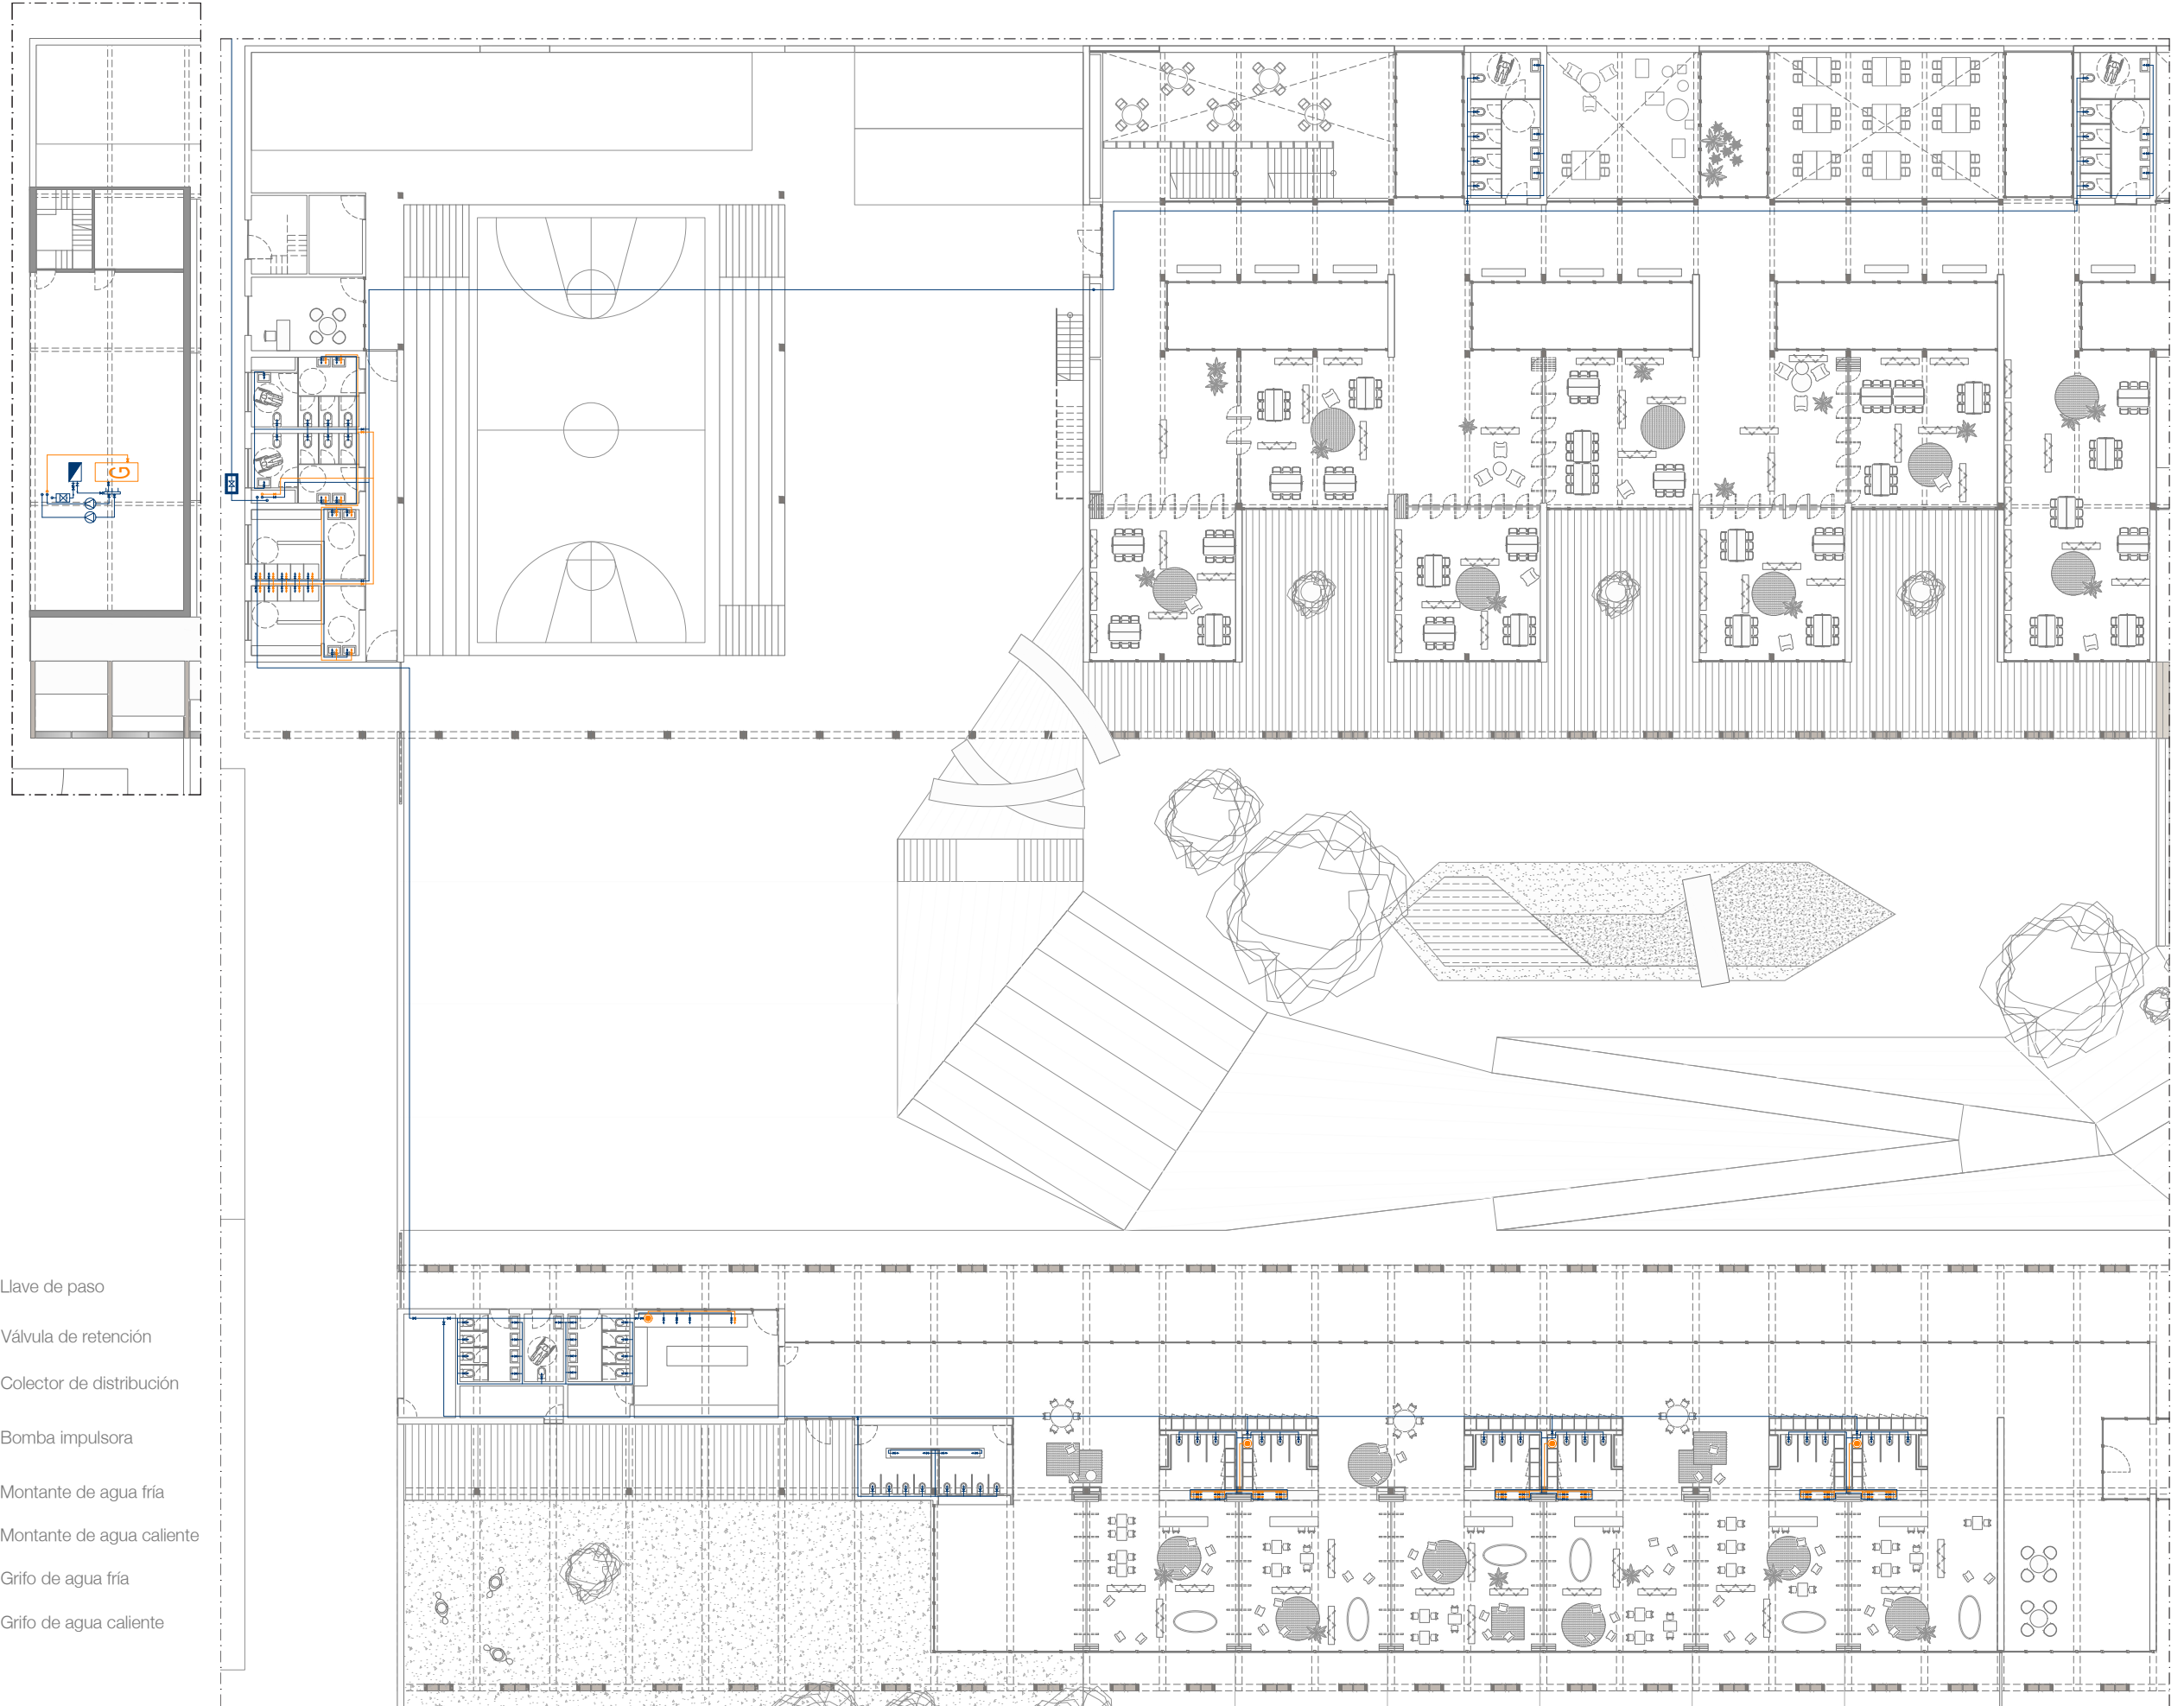 G
Llave de paso
Válvula de retención
Colector de distribución
Bomba impulsora
Montante de agua fría
Montante de agua caliente
Grifo de agua fría
Grifo de agua caliente